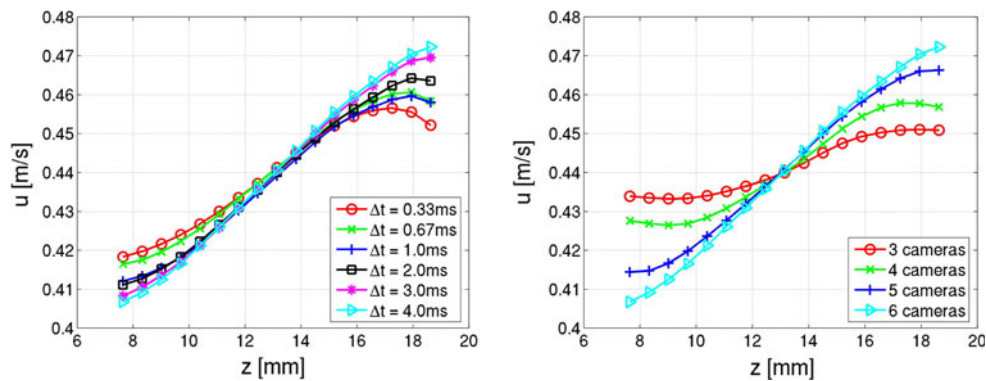 0.48
0.47
0.46
0.45
0.44
0.43
0.42
0.41
0.4
u [m/s]
6 8 10 12 14 16 18 20
z [mm]
Δt = 0.33ms
Δt = 0.67ms
Δt = 1.0ms
Δt = 2.0ms
Δt = 3.0ms
Δt = 4.0ms
0.48
0.47
0.46
0.45
0.44
0.43
0.42
0.41
0.4
u [m/s]
6 8 10 12 14 16 18 20
z [mm]
3 cameras
4 cameras
5 cameras
6 cameras